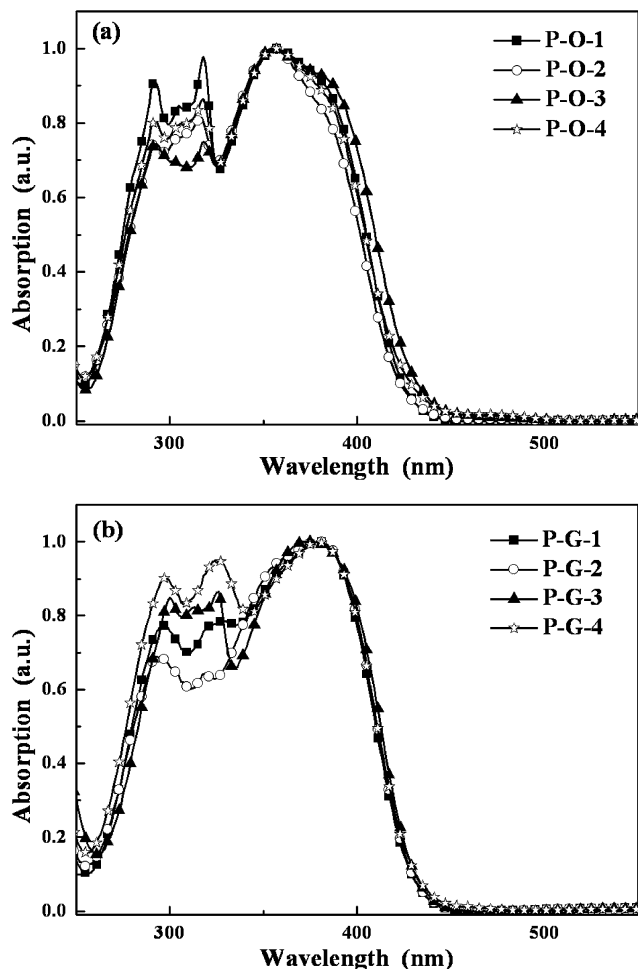 (a)
P-O-1
P-O-2
P-O-3
P-O-4
1.0
0.8
0.6
0.4
0.2
0.0
Absorption (a.u.)
300
400
500
Wavelength (nm)
(b)
P-G-1
P-G-2
P-G-3
P-G-4
1.0
0.8
0.6
0.4
0.2
0.0
Absorption (a.u.)
300
400
500
Wavelength (nm)